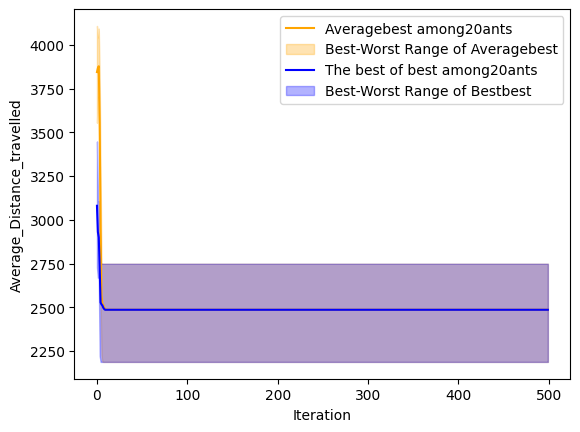 Averagebest among20ants
Best-Worst Range of Averagebest
The best of best among20ants
Best-Worst Range of Bestbest
Average_Distance_travelled
4000
3750
3500
3250
3000
2750
2500
2250
0 100 200 300 400 500
Iteration